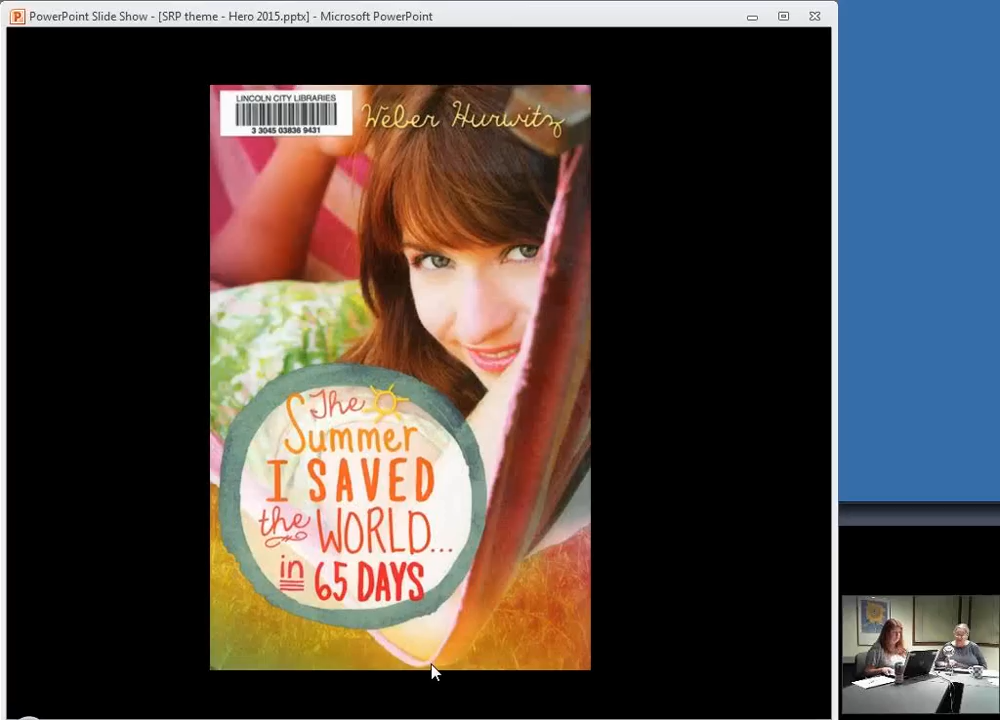 PowerPoint Slide Show - [SRP theme - Hero 2015.pptx] - Microsoft PowerPoint
LINCOLN CITY LIBRARIES
3 3045 03836 9431
Weber Hurwitz
The
Summer
I SAVED
the WORLD...
in 65 DAYS